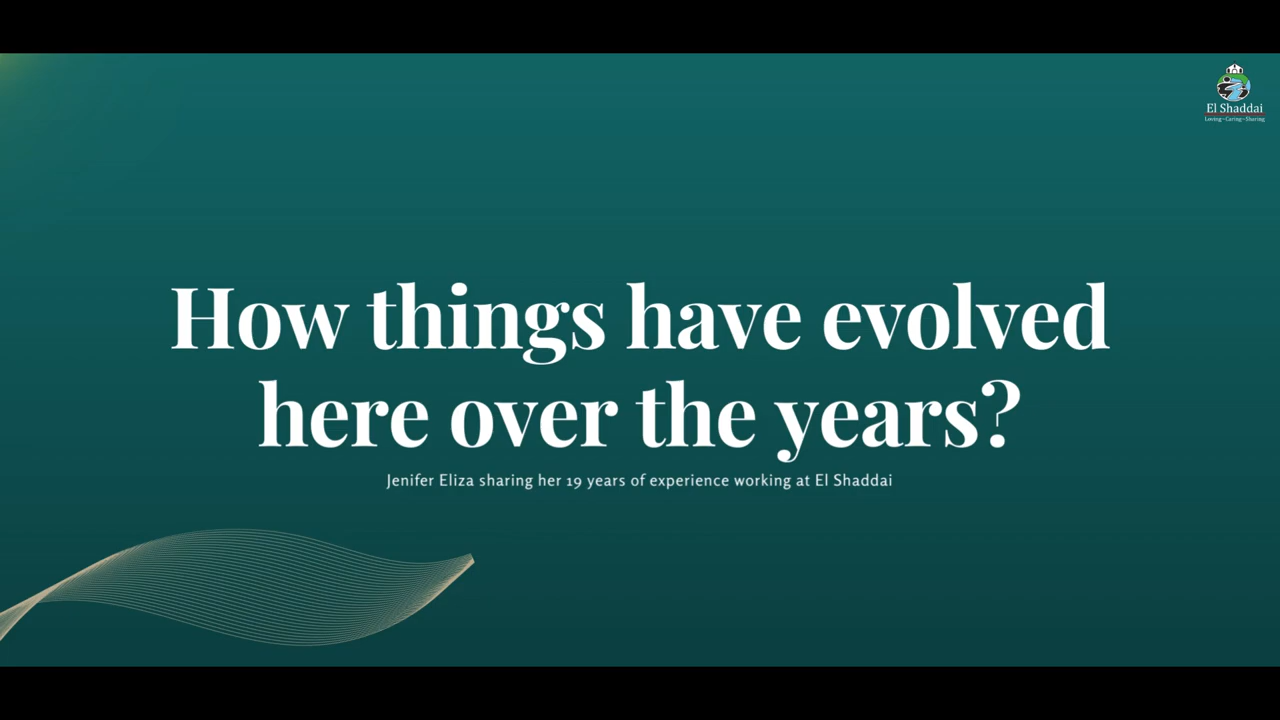 El Shaddai
Loving~Caring~Sharing
How things have evolved
here over the years?
Jenifer Eliza sharing her 19 years of experience working at El Shaddai